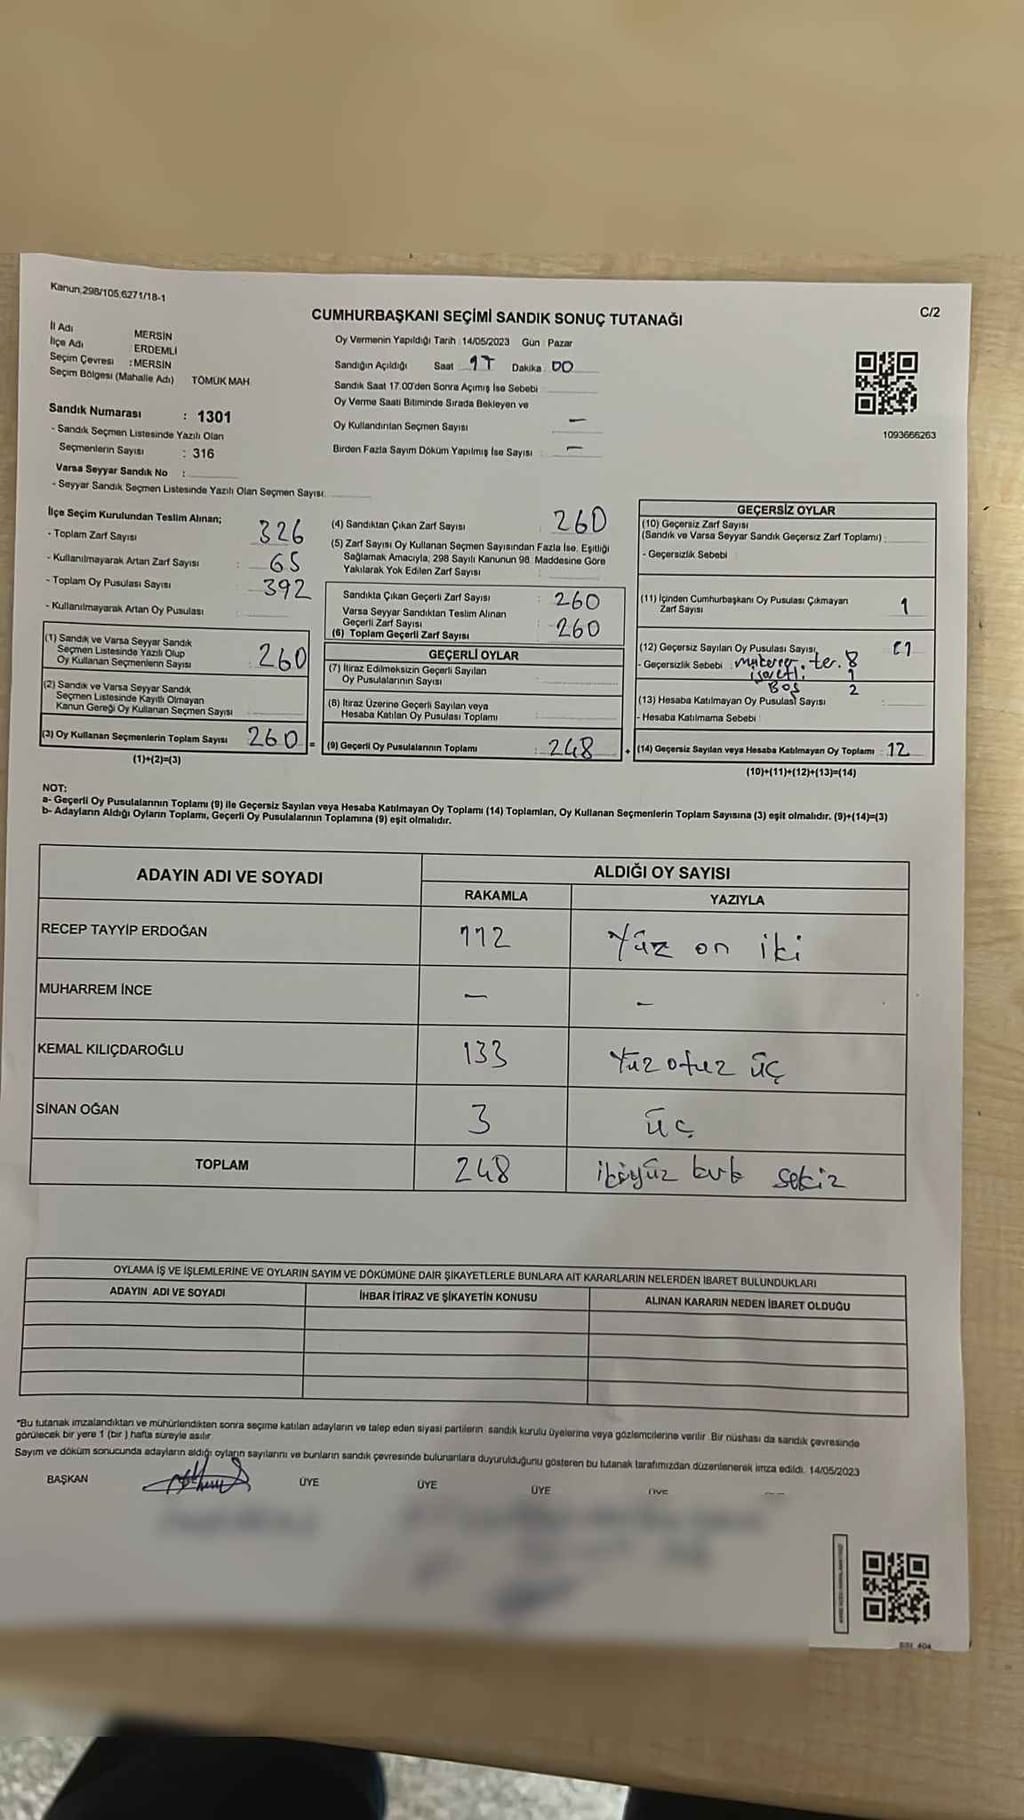 Kanun:298/105;6271/18-1
C/2
CUMHURBAŞKANI SEÇİMİ SANDIK SONUÇ TUTANAĞI
İl Adı MERSİN
İlçe Adı ERDEMLİ
Seçim Çevresi : MERSİN
Seçim Bölgesi (Mahalle Adı) TÖMÜK MAH.
Oy Vermenin Yapıldığı Tarih 14/05/2023 Gün Pazar
Sandığın Açıldığı Saat 17 Dakika 00
Sandık Saat 17.00'den Sonra Açımış İse Sebebi
Oy Verme Saati Bitiminde Sırada Bekleyen ve
Oy Kullandırılan Seçmen Sayısı —
Birden Fazla Sayım Döküm Yapılmış İse Sayısı —
1093666263
Sandık Numarası : 1301
- Sandık Seçmen Listesinde Yazılı Olan
Seçmenlerin Sayısı : 316
Varsa Seyyar Sandık No :
- Seyyar Sandık Seçmen Listesinde Yazılı Olan Seçmen Sayısı:
İlçe Seçim Kurulundan Teslim Alınan;
- Toplam Zarf Sayısı : 326
- Kullanılmayarak Artan Zarf Sayısı : 65
- Toplam Oy Pusulası Sayısı : 392
- Kullanılmayarak Artan Oy Pusulası
(1) Sandık ve Varsa Seyyar Sandık
Seçmen Listesinde Yazılı Olup
Oy Kullanan Seçmenlerin Sayısı : 260
(2) Sandık ve Varsa Seyyar Sandık
Seçmen Listesinde Kayıtlı Olmayan
Kanun Gereği Oy Kullanan Seçmen Sayısı
(3) Oy Kullanan Seçmenlerin Toplam Sayısı 260 =
(1)+(2)=(3)
(4) Sandıktan Çıkan Zarf Sayısı 260
(5) Zarf Sayısı Oy Kullanan Seçmen Sayısından Fazla İse, Eşitliği
Sağlamak Amacıyla, 298 Sayılı Kanunun 98. Maddesine Göre
Yakılarak Yok Edilen Zarf Sayısı :
Sandıkta Çıkan Geçerli Zarf Sayısı : 260
Varsa Seyyar Sandıktan Teslim Alınan
Geçerli Zarf Sayısı
(6) Toplam Geçerli Zarf Sayısı 260
GEÇERLİ OYLAR
(7) İtiraz Edilmeksizin Geçerli Sayılan
Oy Pusulalarının Sayısı :
(8) İtiraz Üzerine Geçerli Sayılan veya
Hesaba Katılan Oy Pusulası Toplamı :
(9) Geçerli Oy Pusulalarının Toplamı : 248 +
GEÇERSİZ OYLAR
(10) Geçersiz Zarf Sayısı
(Sandık ve Varsa Seyyar Sandık Geçersiz Zarf Toplamı) :
- Geçersizlik Sebebi
(11) İçinden Cumhurbaşkanı Oy Pusulası Çıkmayan
Zarf Sayısı 1
(12) Geçersiz Sayılan Oy Pusulası Sayısı
- Geçersizlik Sebebi ter. 8
işaretli 1
Boş 2
(13) Hesaba Katılmayan Oy Pusulası Sayısı :
- Hesaba Katılmama Sebebi
(14) Geçersiz Sayılan veya Hesaba Katılmayan Oy Toplamı : 12
(10)+(11)+(12)+(13)=(14)
NOT:
a- Geçerli Oy Pusulalarının Toplamı (9) ile Geçersiz Sayılan veya Hesaba Katılmayan Oy Toplamı (14) Toplamları, Oy Kullanan Seçmenlerin Toplam Sayısına (3) eşit olmalıdır. (9)+(14)=(3)
b- Adayların Aldığı Oyların Toplamı, Geçerli Oy Pusulalarının Toplamına (9) eşit olmalıdır.
ADAYIN ADI VE SOYADI ALDIĞI OY SAYISI
RAKAMLA YAZIYLA
RECEP TAYYİP ERDOĞAN 112 Yüz on iki
MUHARREM İNCE — —
KEMAL KILIÇDAROĞLU 133 Yüz otuz üç
SİNAN OĞAN 3 üç
TOPLAM 248 ikiyüz kırk sekiz
OYLAMA İŞ VE İŞLEMLERİNE VE OYLARIN SAYIM VE DÖKÜMÜNE DAİR ŞİKAYETLERLE BUNLARA AİT KARARLARIN NELERDEN İBARET BULUNDUKLARI
ADAYIN ADI VE SOYADI İHBAR İTİRAZ VE ŞİKAYETİN KONUSU ALINAN KARARIN NEDEN İBARET OLDUĞU
*Bu tutanak imzalandıktan ve mühürlendikten sonra seçime katılan adayların ve talep eden siyasi partilerin sandık kurulu üyelerine veya gözlemcilerine verilir. Bir nüshası da sandık çevresinde
görülecek bir yere 1 (bir) hafta süreyle asılır.
Sayım ve döküm sonucunda adayların aldığı oyların sayılarını ve bunların sandık çevresinde bulunanlara duyurulduğunu gösteren bu tutanak tarafımızdan düzenlenerek imza edildi. 14/05/2023
BAŞKAN ÜYE ÜYE ÜYE ÜYE